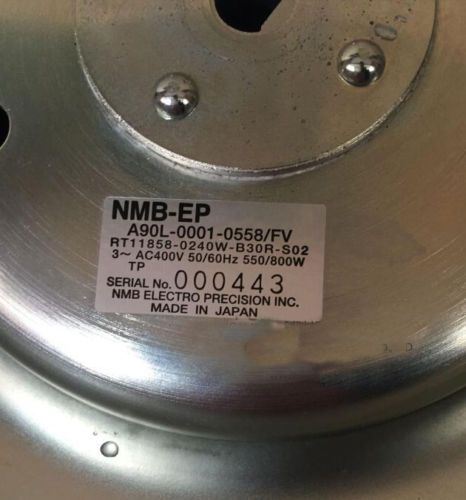 NMB-EP
A90L-0001-0558/FV
RT11858-0240W-B30R-S02
3~ AC400V 50/60Hz 550/800W
TP
SERIAL No. 000443
NMB ELECTRO PRECISION INC.
MADE IN JAPAN